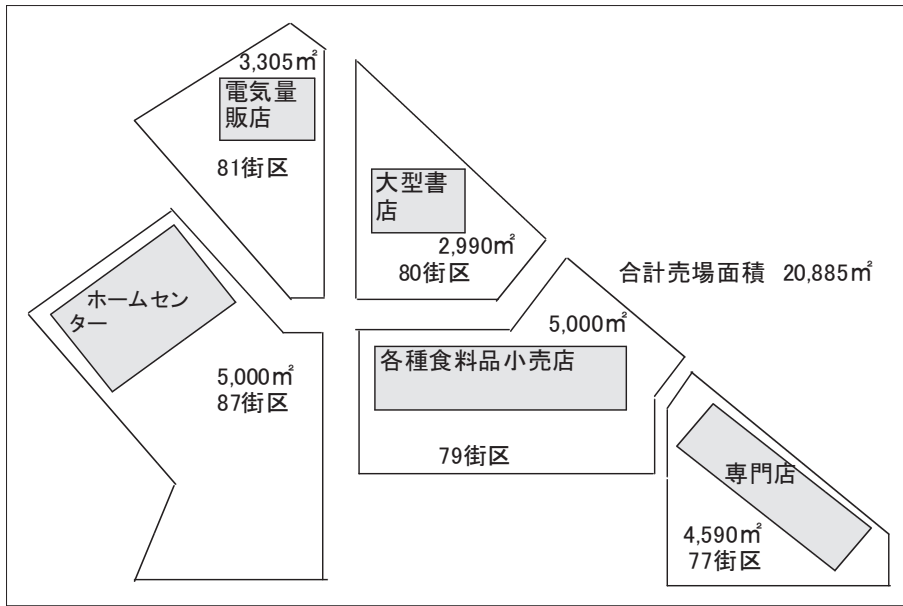 3,305㎡
電気量
販店
81街区
大型書
店
2,990㎡
80街区
合計売場面積 20,885㎡
ホームセン
ター
5,000㎡
87街区
5,000㎡
各種食料品小売店
79街区
専門店
4,590㎡
77街区